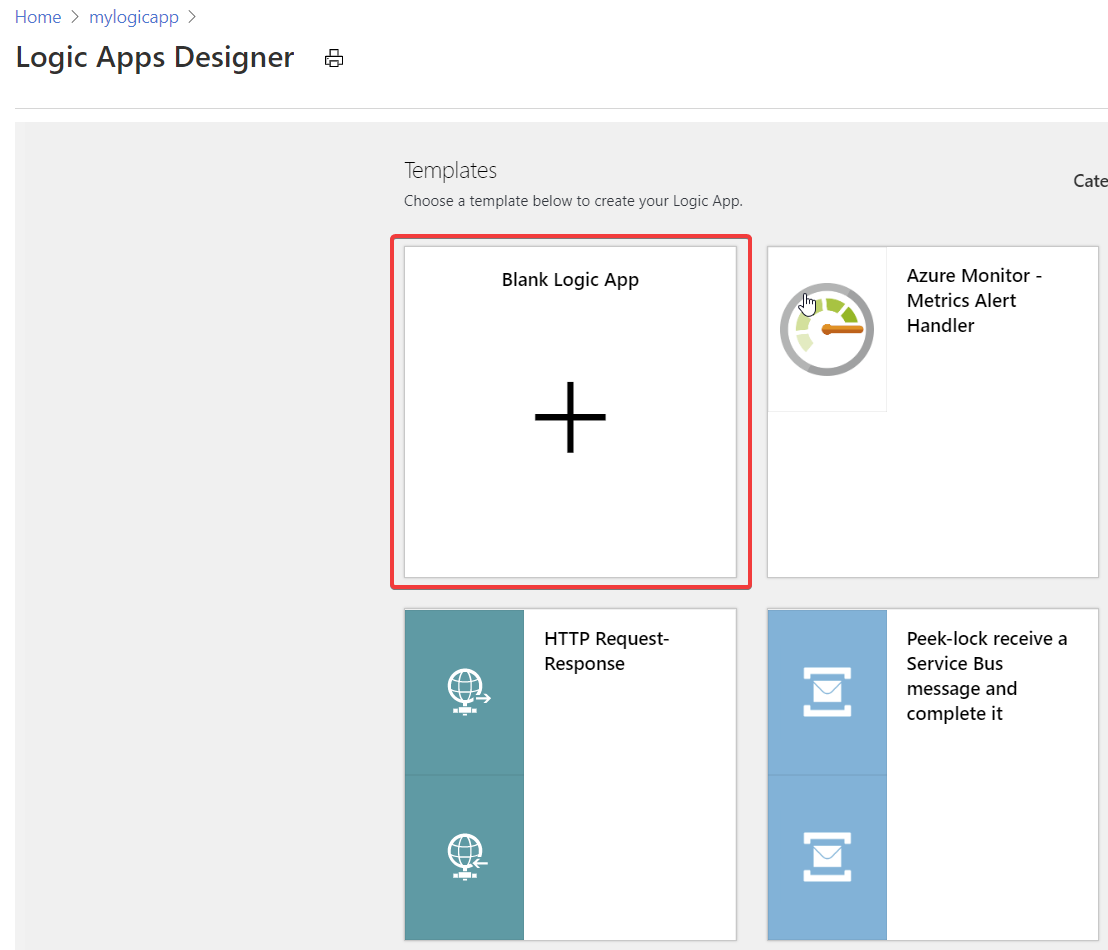 Home > mylogicapp >
Logic Apps Designer
Templates
Choose a template below to create your Logic App.
Cate
Blank Logic App
Azure Monitor -
Metrics Alert
Handler
HTTP Request-
Response
Peek-lock receive a
Service Bus
message and
complete it